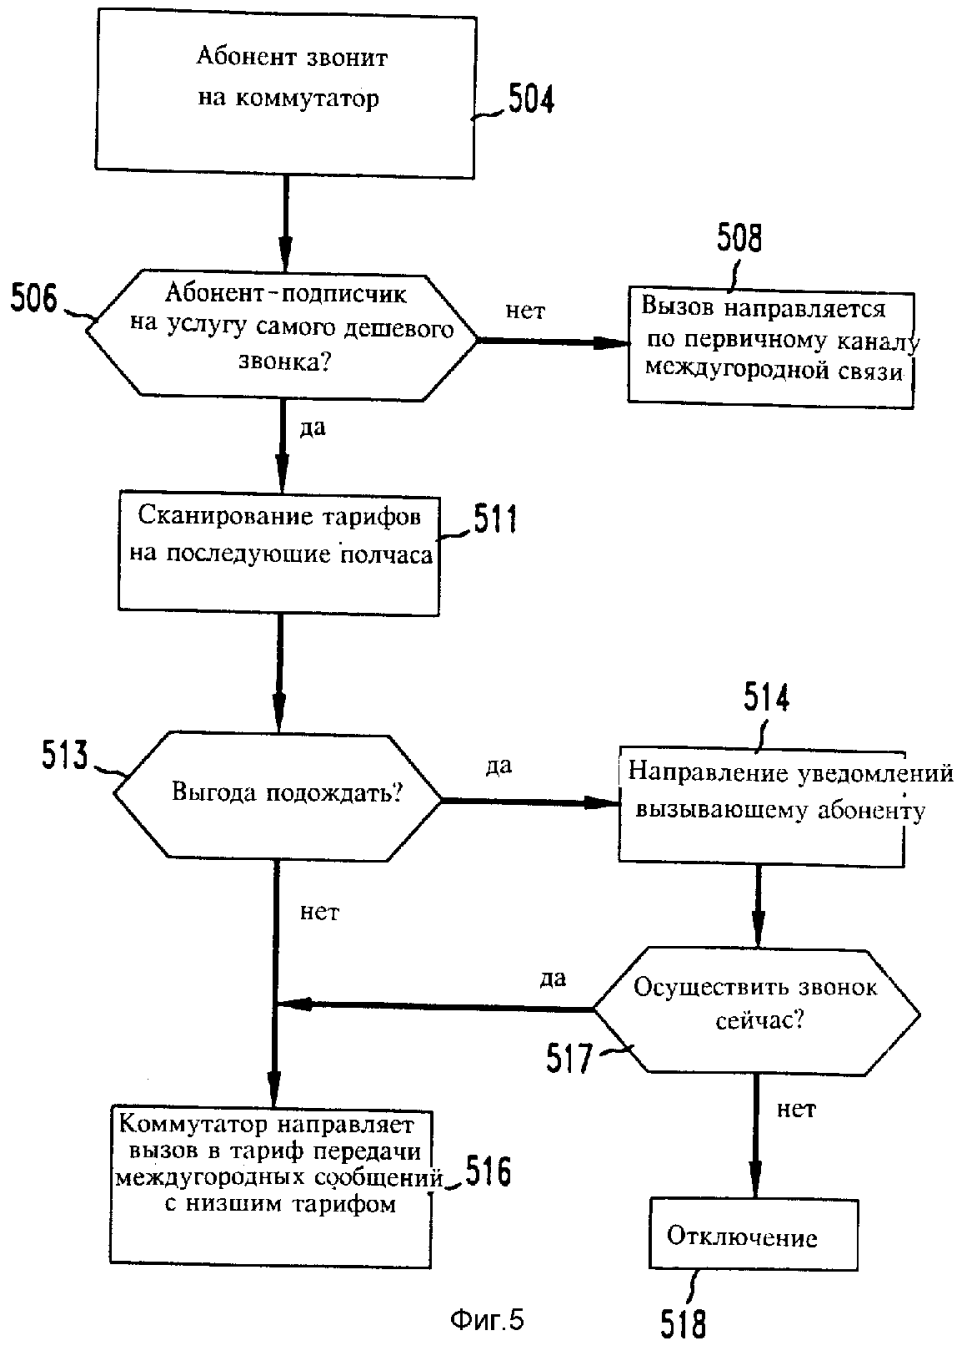 Абонент звонит
на коммутатор
504
506
Абонент-подписчик
на услугу самого дешевого
звонка?
нет
508
Вызов направляется
по первичному каналу
междугородной связи
да
Сканирование тарифов
на последующие полчаса
511
513
Выгода подождать?
да
514
Направление уведомлений
вызывающему абоненту
нет
да
Осуществить звонок
сейчас?
517
нет
Коммутатор направляет
вызов в тариф передачи
междугородных сообщений
с низшим тарифом
516
Отключение
518
Фиг.5